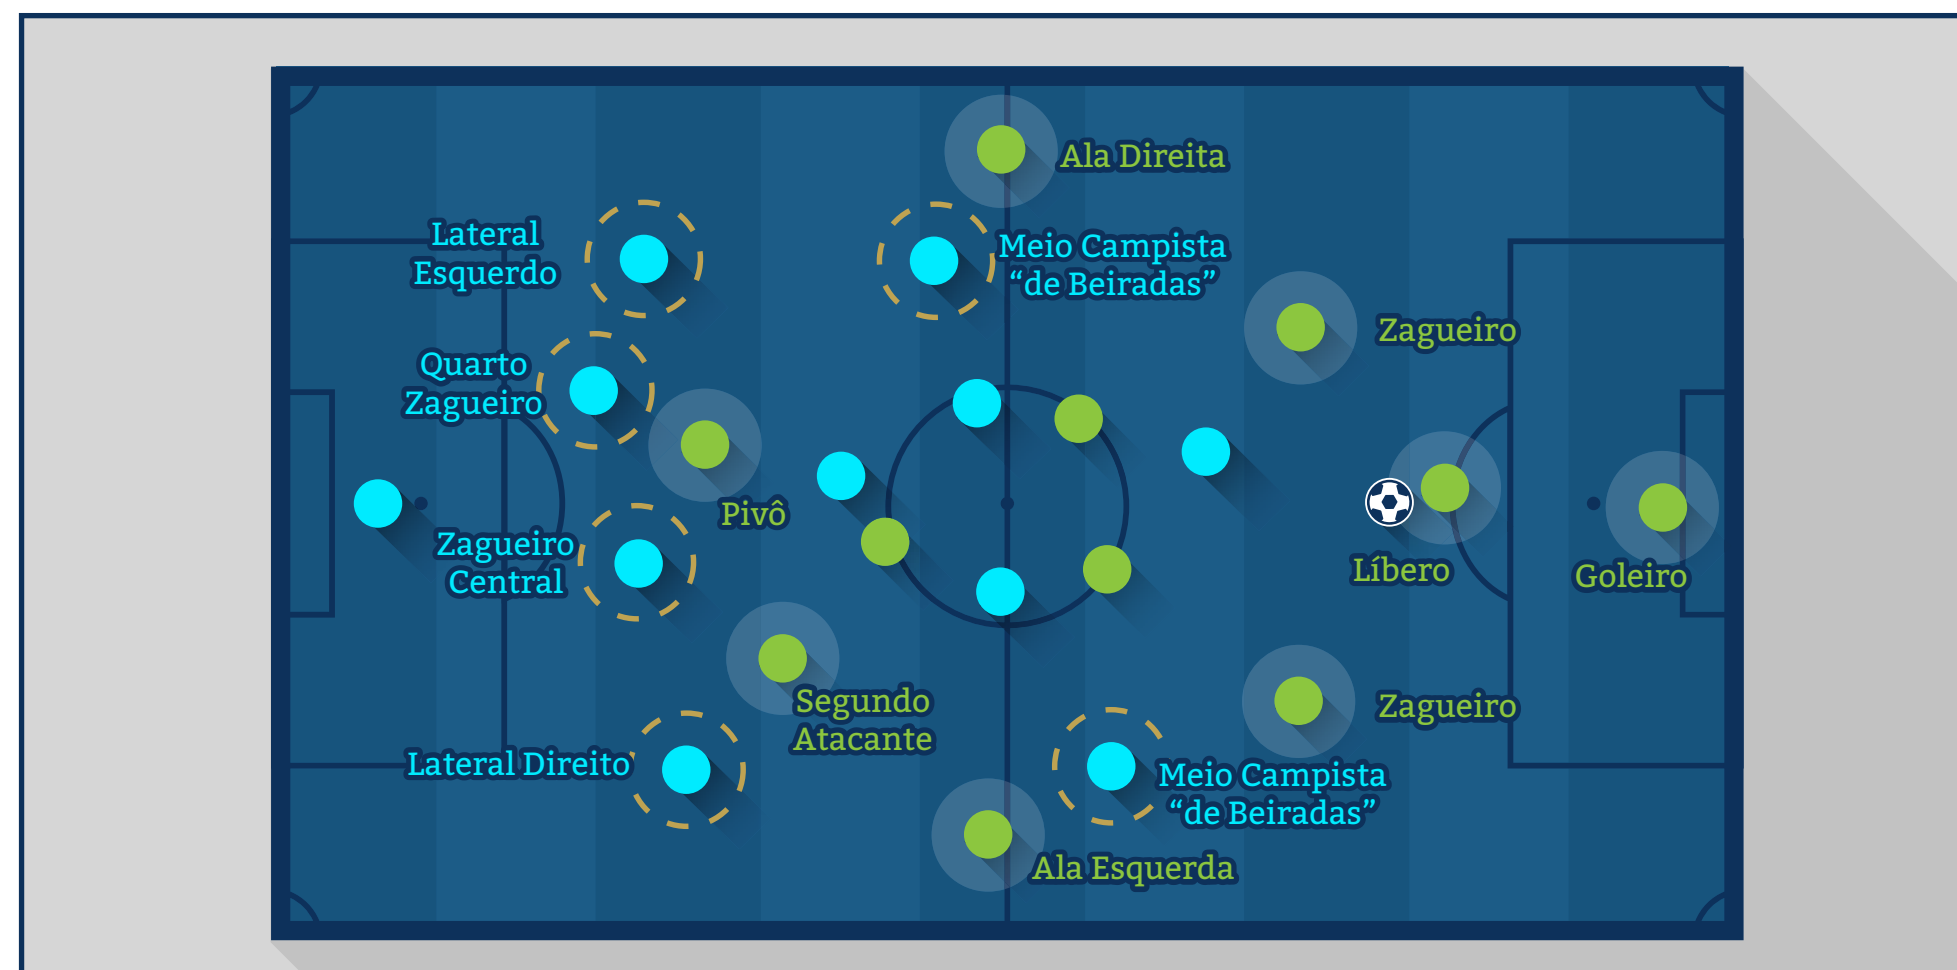 Ala Direita
Lateral
Esquerdo
Meio Campista
“de Beiradas”
Zagueiro
Quarto
Zagueiro
Pivô
Zagueiro
Central
Líbero
Goleiro
Segundo
Atacante
Zagueiro
Lateral Direito
Meio Campista
“de Beiradas”
Ala Esquerda